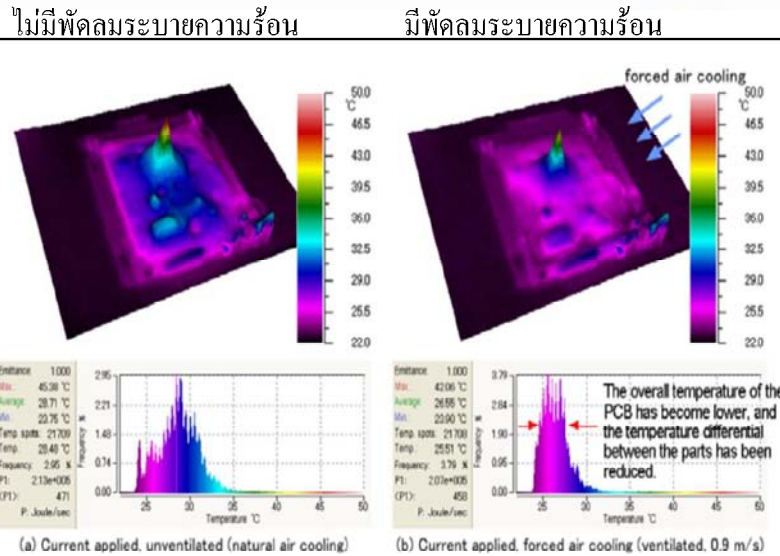 ไม่มีพัดลมระบายความร้อน
มีพัดลมระบายความร้อน
50.0
℃
46.5
43.0
39.5
36.0
32.5
29.0
25.5
22.0
forced air cooling
50.0
℃
46.5
43.0
39.5
36.0
32.5
29.0
25.5
22.0
Emittance 1.000
Max. 45.38 ℃
Average: 28.71 ℃
Min. 23.75 ℃
Temp. spots: 21709
Temp. 28.48 ℃
Frequency: 2.95 %
P1: 2.13e+005
(P1): 471
P: Joule/sec
2.95
2.21
1.48
0.74
0.00
25 30 35 40 45 50
Temperature ℃
Emittance 1.000
Max. 42.06 ℃
Average: 26.55 ℃
Min. 23.90 ℃
Temp. spots: 21708
Temp. 25.51 ℃
Frequency: 3.79 %
P1: 2.07e+005
(P1): 458
P: Joule/sec
3.79
2.84
1.90
0.95
0.00
25 30 35 40 45 50
Temperature ℃
The overall temperature of the
PCB has become lower, and
the temperature differential
between the parts has been
reduced.
(a) Current applied, unventilated (natural air cooling)
(b) Current applied, forced air cooling (ventilated, 0.9 m/s)